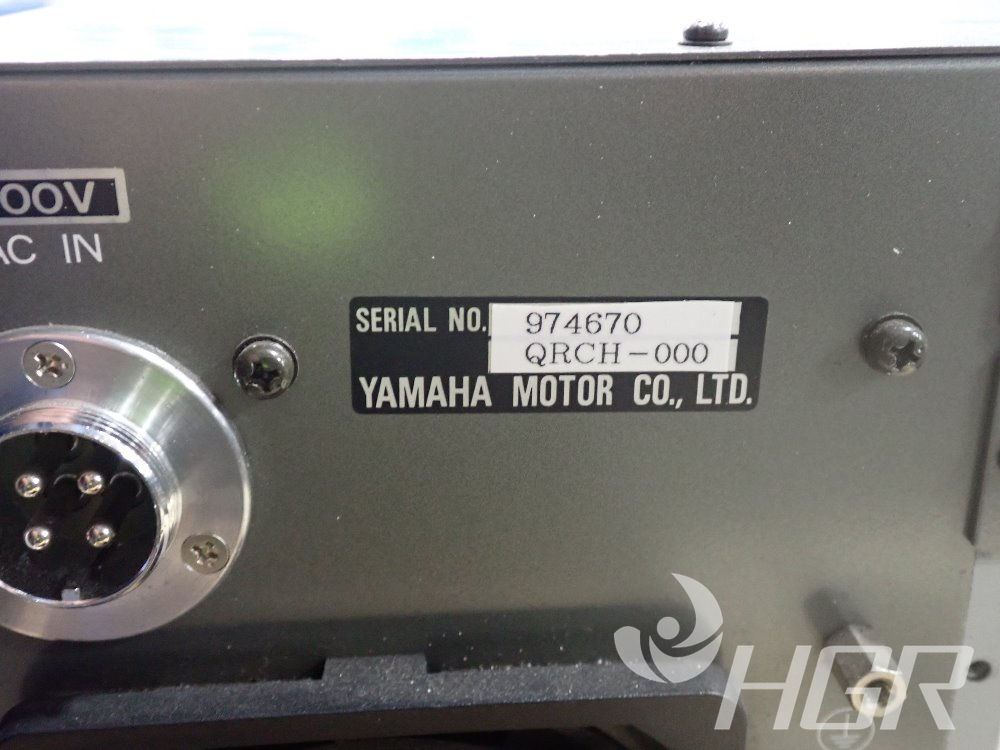 00V
AC IN
SERIAL NO. 974670
QRCH-000
YAMAHA MOTOR CO., LTD.
HGR